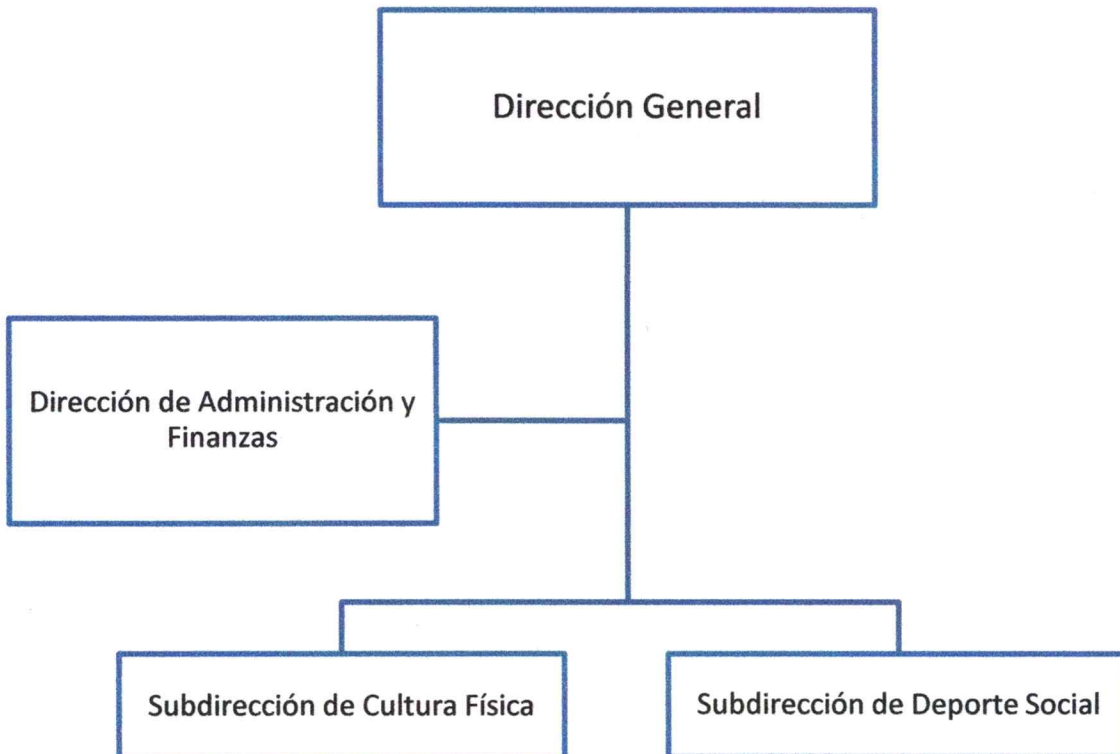 Dirección General
Dirección de Administración y
Finanzas
Subdirección de Cultura Física
Subdirección de Deporte Social